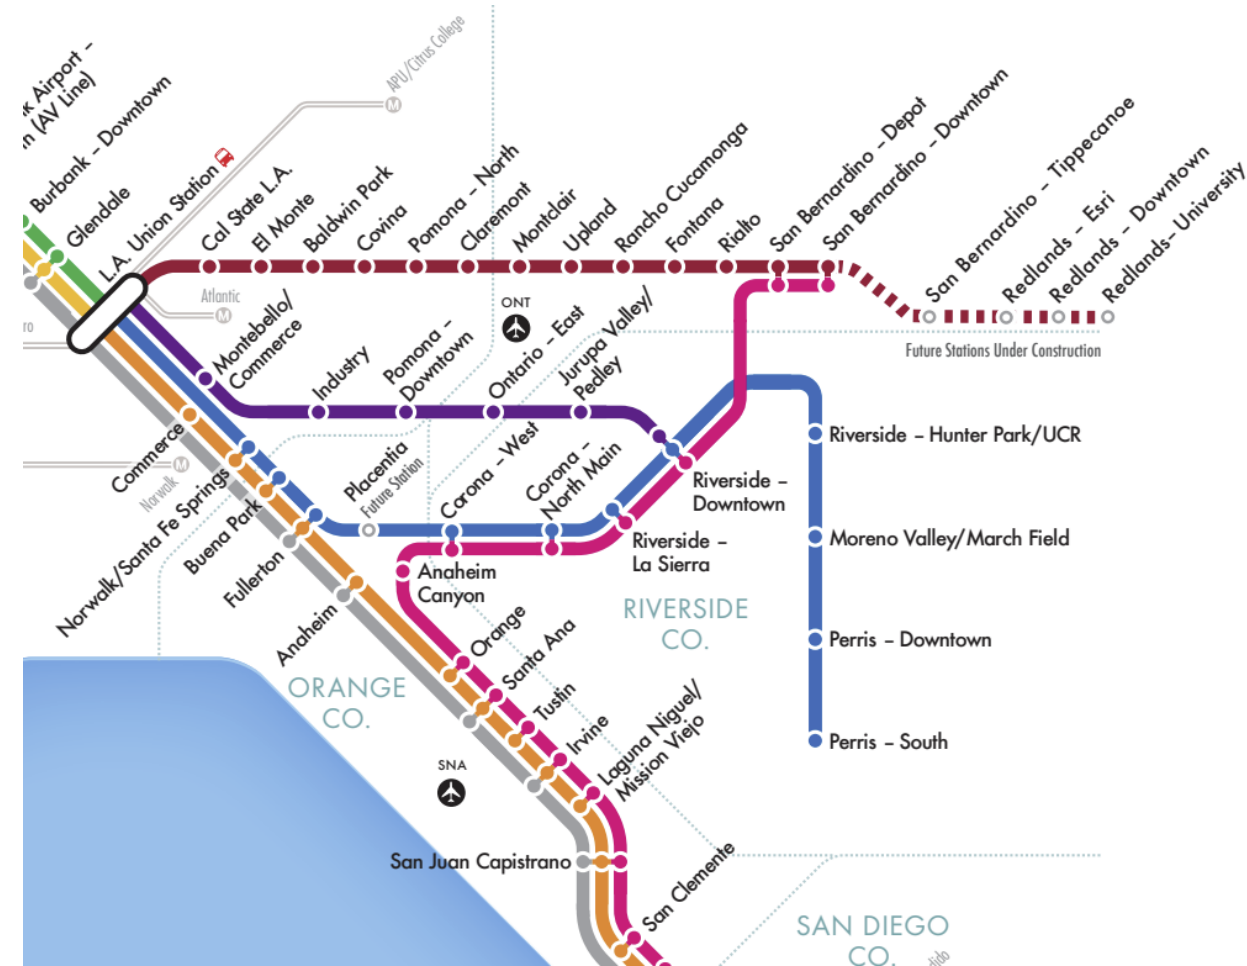 k Airport –
n (AV Line)
Burbank – Downtown
Glendale
L.A. Union Station
APU/Citrus College
M
Cal State L.A.
El Monte
Baldwin Park
Covina
Pomona – North
Claremont
Montclair
Upland
Rancho Cucamonga
Fontana
Rialto
San Bernardino – Depot
San Bernardino – Downtown
San Bernardino – Tippecanoe
Redlands – Esri
Redlands – Downtown
Redlands– University
Future Stations Under Construction
Atlantic
M
ro
ONT
Montebello/
Commerce
Industry
Pomona –
Downtown
Ontario – East
Jurupa Valley/
Pedley
Commerce
Norwalk
M
Norwalk/Santa Fe Springs
Buena Park
Fullerton
Placentia
Future Station
Corona – West
Corona –
North Main
Riverside –
Downtown
Riverside –
La Sierra
Riverside – Hunter Park/UCR
Moreno Valley/March Field
Perris – Downtown
Perris – South
Anaheim
Canyon
Anaheim
Orange
Santa Ana
Tustin
Irvine
Laguna Niguel/
Mission Viejo
RIVERSIDE
CO.
ORANGE
CO.
SNA
San Juan Capistrano
San Clemente
SAN DIEGO
CO.
dido